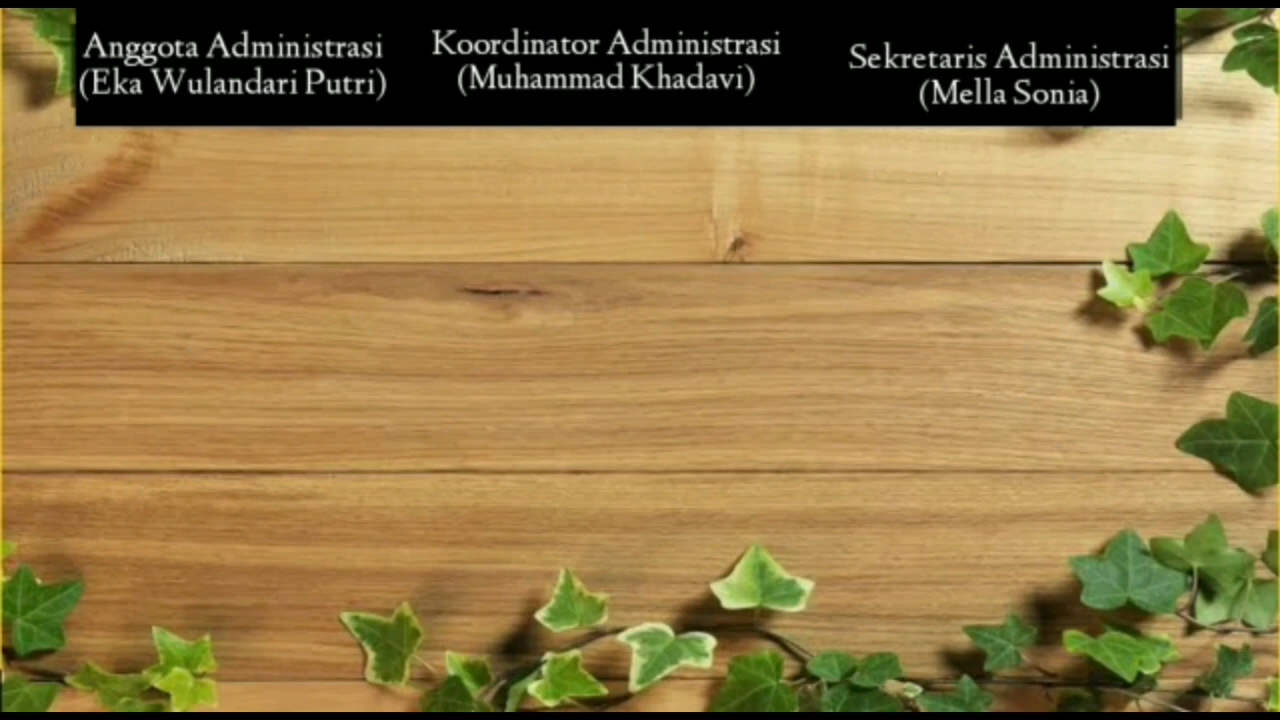 Anggota Administrasi
(Eka Wulandari Putri)
Koordinator Administrasi
(Muhammad Khadavi)
Sekretaris Administrasi
(Mella Sonia)